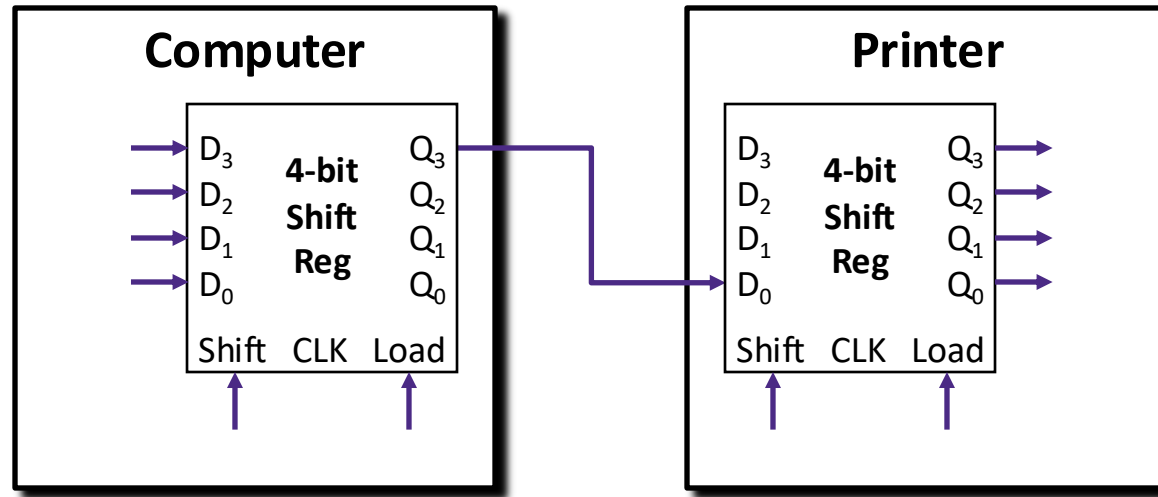 Computer
D3 Q3
D2 Q2
D1 Q1
D0 Q0
4-bit
Shift
Reg
Shift CLK Load
Printer
D3 Q3
D2 Q2
D1 Q1
D0 Q0
4-bit
Shift
Reg
Shift CLK Load